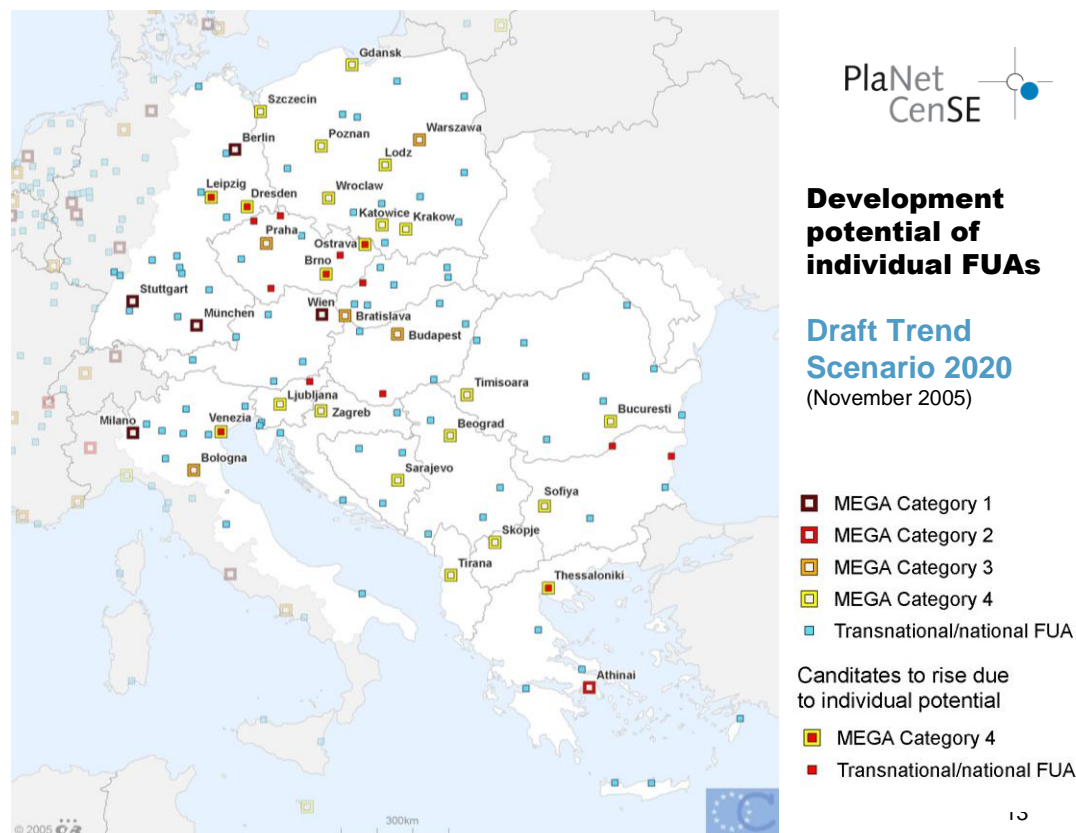 Gdansk
Szczecin
Berlin
Poznan
Warszawa
Lodz
Leipzig
Dresden
Wroclaw
Katowice
Krakow
Praha
Ostrava
Brno
Stuttgart
München
Wien
Bratislava
Budapest
Timisoara
Ljubljana
Zagreb
Bucuresti
Milano
Venezia
Beograd
Bologna
Sarajevo
Sofiya
Skopje
Tirana
Thessaloniki
Athinai
300km
© 2005
PlaNet
CenSE
Development
potential of
individual FUAs
Draft Trend
Scenario 2020
(November 2005)
MEGA Category 1
MEGA Category 2
MEGA Category 3
MEGA Category 4
Transnational/national FUA
Canditates to rise due
to individual potential
MEGA Category 4
Transnational/national FUA